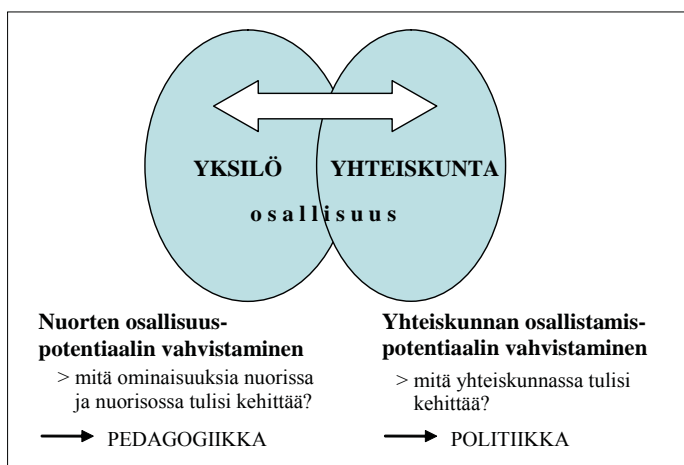 YKSILÖ YHTEISKUNTA
o s a l l i s u u s
Nuorten osallisuus-
potentiaalin vahvistaminen
> mitä ominaisuuksia nuorissa
ja nuorisossa tulisi kehittää?
PEDAGOGIIKKA
Yhteiskunnan osallistamis-
potentiaalin vahvistaminen
> mitä yhteiskunnassa tulisi
kehittää?
POLITIIKKA